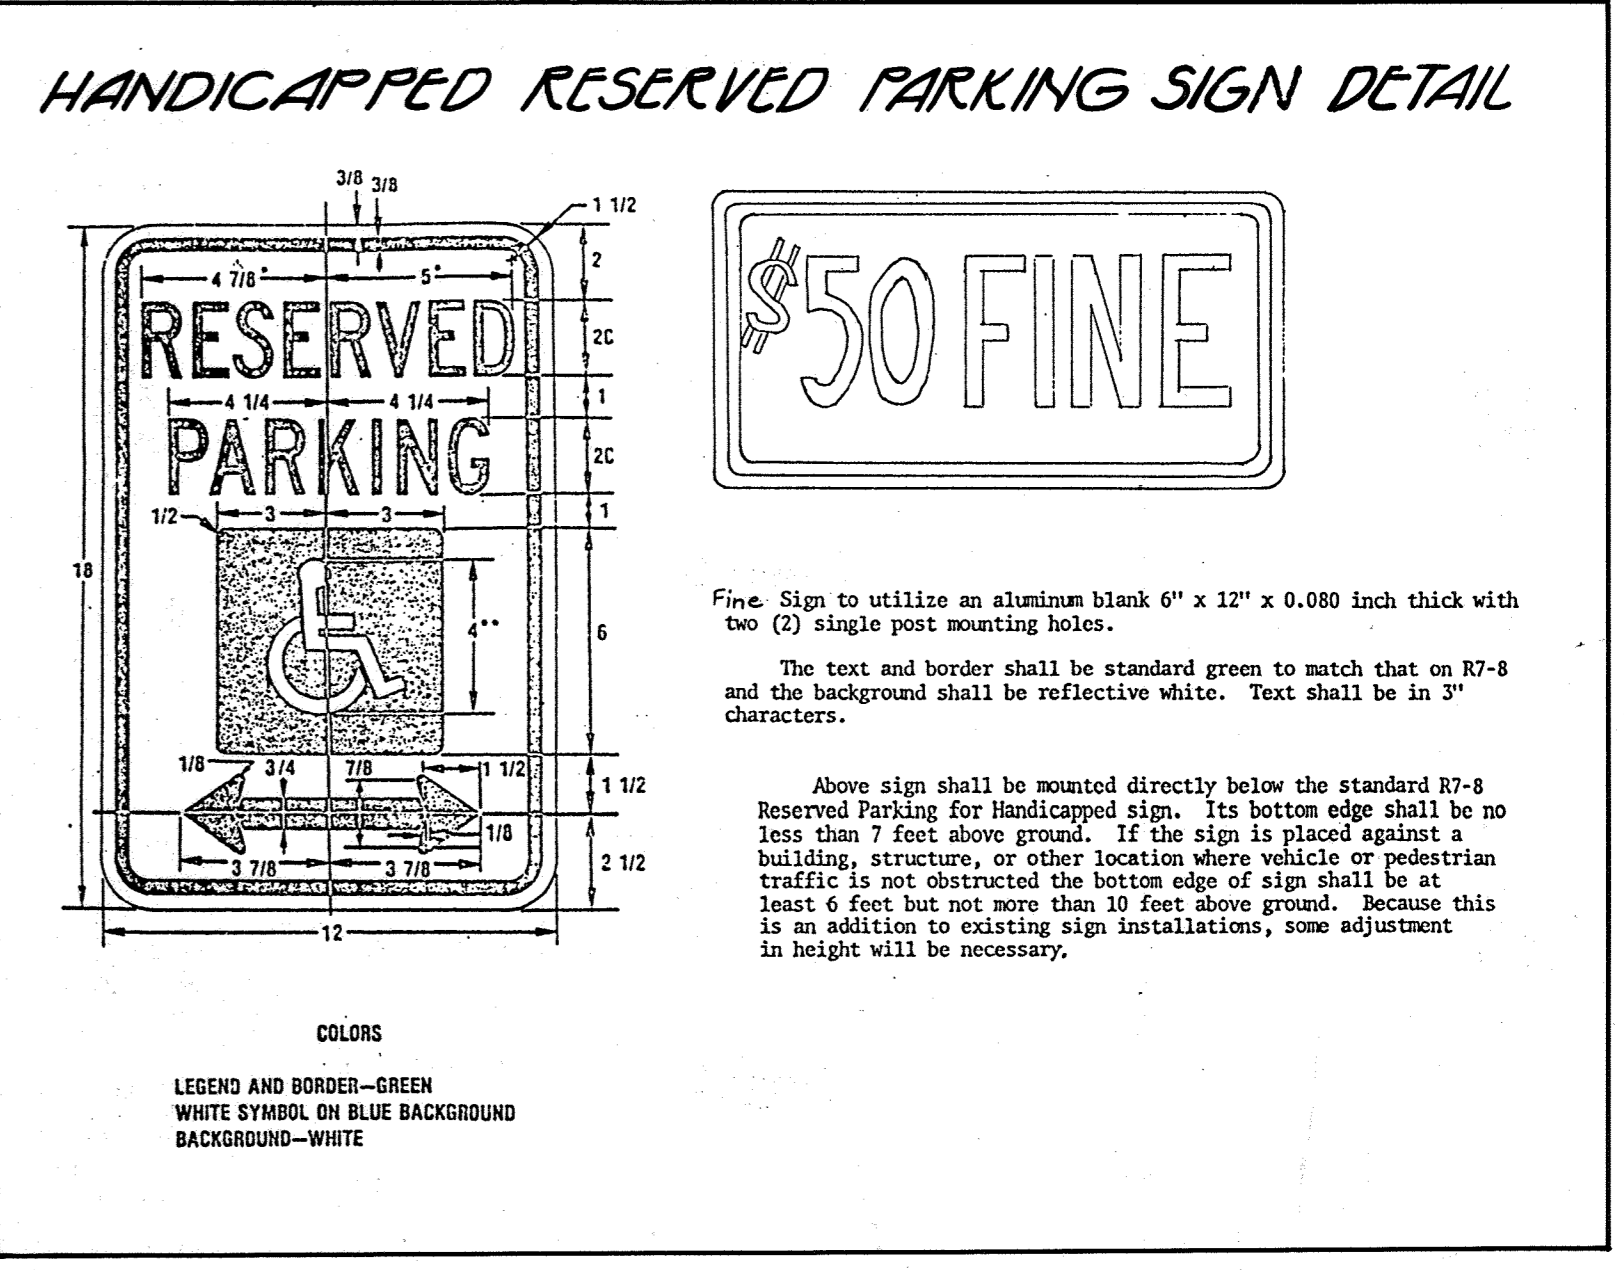 HANDICAPPED RESERVED PARKING SIGN DETAIL
3/8 3/8
1 1/2
2
4 7/8* 5*
RESERVED
2C
4 1/4 4 1/4
1
PARKING
2C
1/2 3 3
1
18
4**
6
1/8 3/4 7/8 1 1/2
1 1/2
1/8
3 7/8 3 7/8
2 1/2
12
COLORS
LEGEND AND BORDER—GREEN
WHITE SYMBOL ON BLUE BACKGROUND
BACKGROUND—WHITE
$50 FINE
Fine Sign to utilize an aluminum blank 6" x 12" x 0.080 inch thick with
two (2) single post mounting holes.
The text and border shall be standard green to match that on R7-8
and the background shall be reflective white. Text shall be in 3"
characters.
Above sign shall be mounted directly below the standard R7-8
Reserved Parking for Handicapped sign. Its bottom edge shall be no
less than 7 feet above ground. If the sign is placed against a
building, structure, or other location where vehicle or pedestrian
traffic is not obstructed the bottom edge of sign shall be at
least 6 feet but not more than 10 feet above ground. Because this
is an addition to existing sign installations, some adjustment
in height will be necessary.